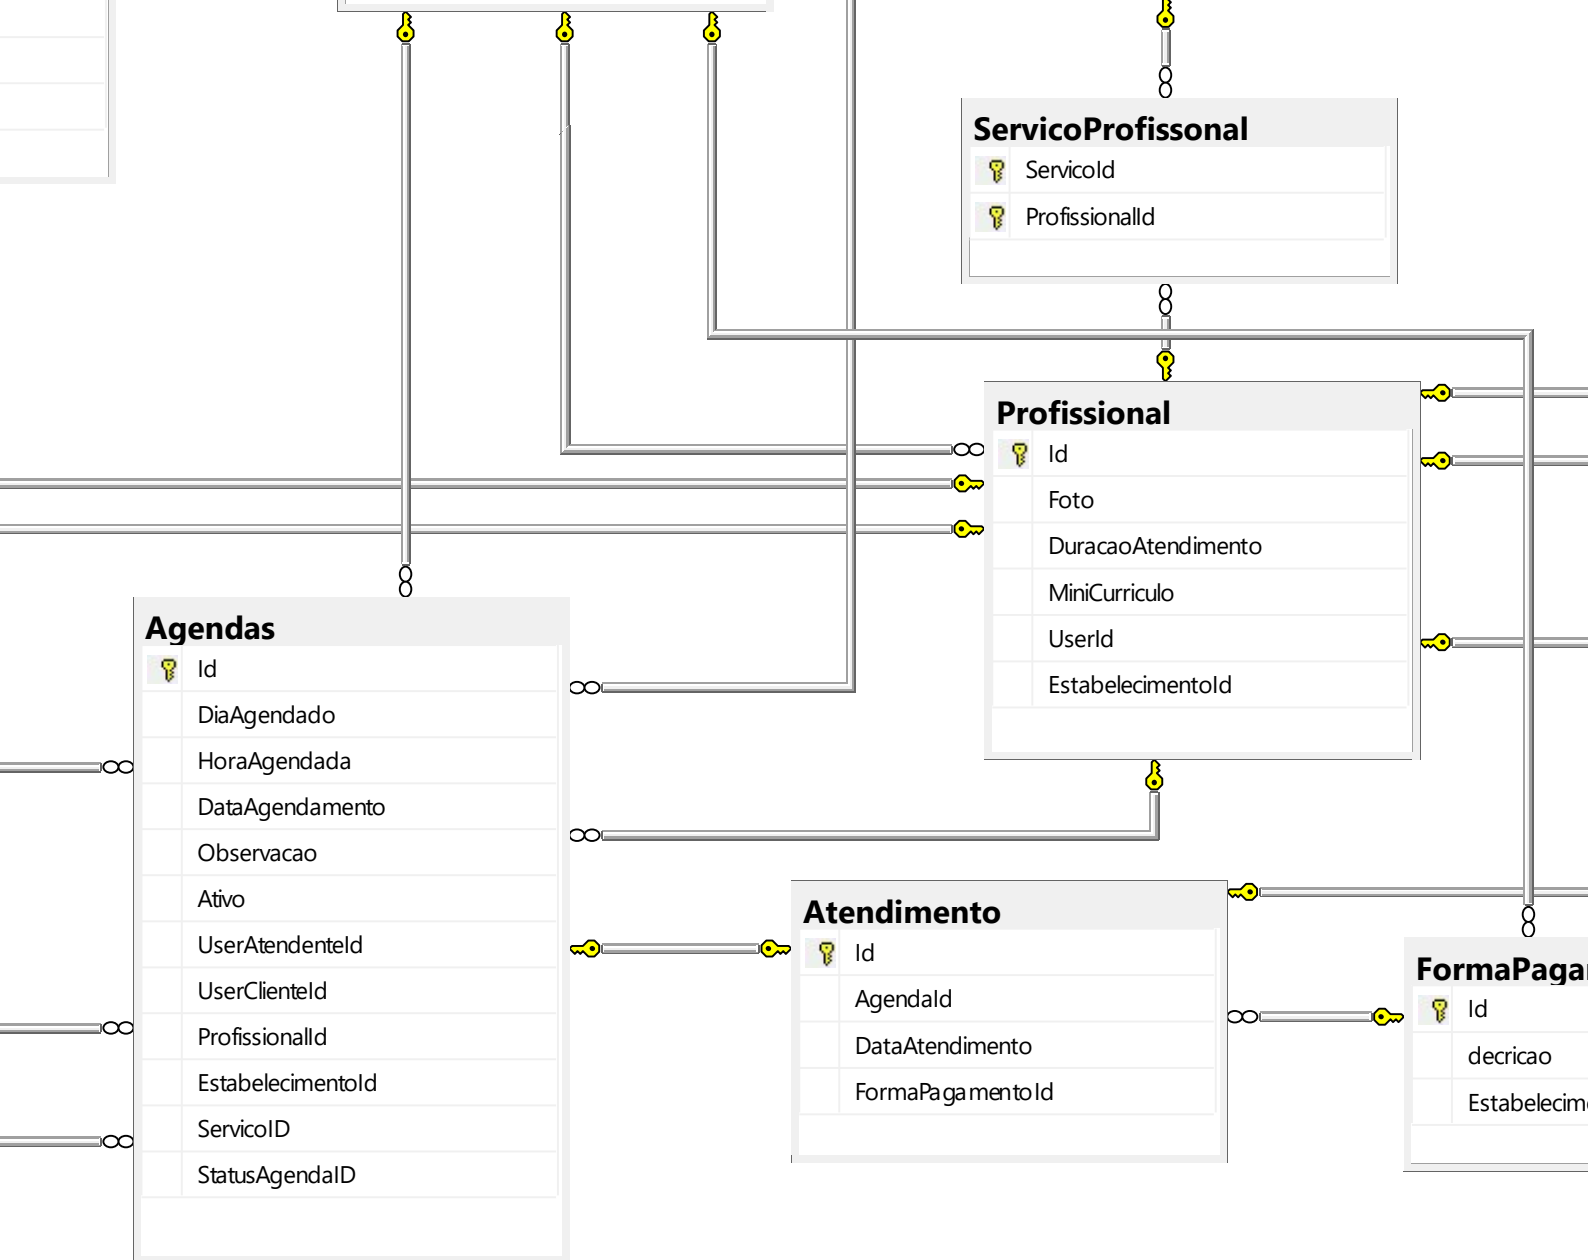 ServicoProfissonal
ServicoId
ProfissionalId
Profissional
Id
Foto
DuracaoAtendimento
MiniCurriculo
UserId
EstabelecimentoId
Agendas
Id
DiaAgendado
HoraAgendada
DataAgendamento
Observacao
Ativo
UserAtendenteId
UserClienteId
ProfissionalId
EstabelecimentoId
ServicoID
StatusAgendaID
Atendimento
Id
AgendaId
DataAtendimento
FormaPagamentoId
Id
decricao